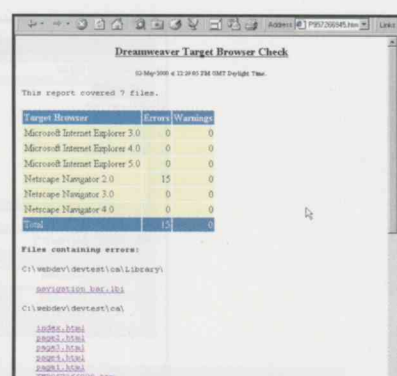 Address P957266945.htm Links
Dreamweaver Target Browser Check
This report covered 7 files.
Target Browser Errors Warnings
Microsoft Internet Explorer 3.0 0 0
Microsoft Internet Explorer 4.0 0 0
Microsoft Internet Explorer 5.0 0 0
Netscape Navigator 2.0 15 0
Netscape Navigator 3.0 0 0
Netscape Navigator 4.0 0 0
Total 15 0
Files containing errors:
C:\webdev\devtest\ca\Library\
navigation_bar.lbi
C:\webdev\devtest\ca\
index.html
page2.html
page3.html
page4.html
page1.html